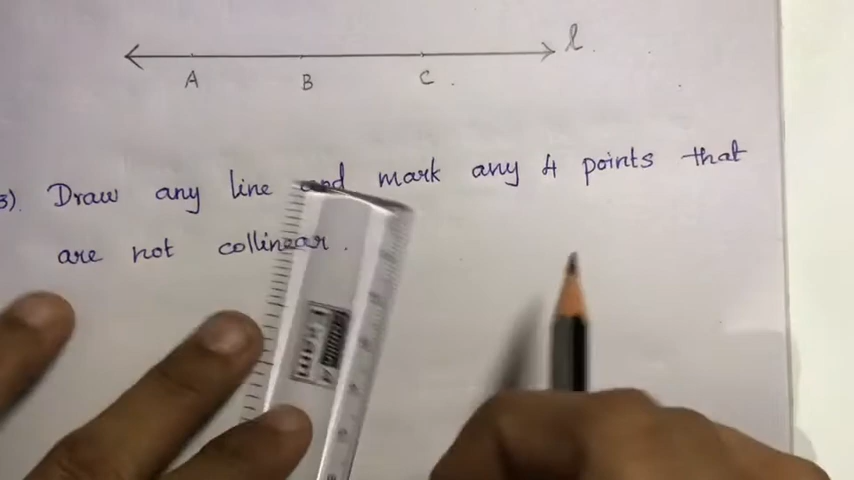 l
A B C
3). Draw any line and mark any 4 points that
are not collinear.